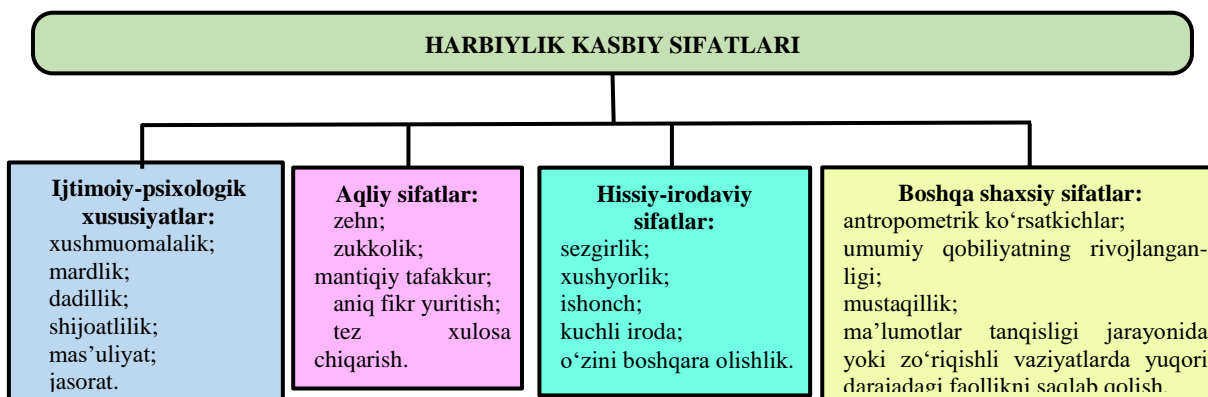 HARBIYLIK KASBIY SIFATLARI
Ijtimoiy-psixologik
xususiyatlar:
xushmuomalalik;
mardlik;
dadillik;
shijoatlilik;
mas’uliyat;
jasorat.
Aqliy sifatlar:
zehn;
zukkolik;
mantiqiy tafakkur;
aniq fikr yuritish;
tez xulosa
chiqarish.
Hissiy-irodaviy
sifatlar:
sezgirlik;
xushyorlik;
ishonch;
kuchli iroda;
o‘zini boshqara olishlik.
Boshqa shaxsiy sifatlar:
antropometrik ko‘rsatkichlar;
umumiy qobiliyatning rivojlangan-
ligi;
mustaqillik;
ma’lumotlar tanqisligi jarayonida
yoki zo‘riqishli vaziyatlarda yuqori
darajadagi faollikni saqlab qolish.